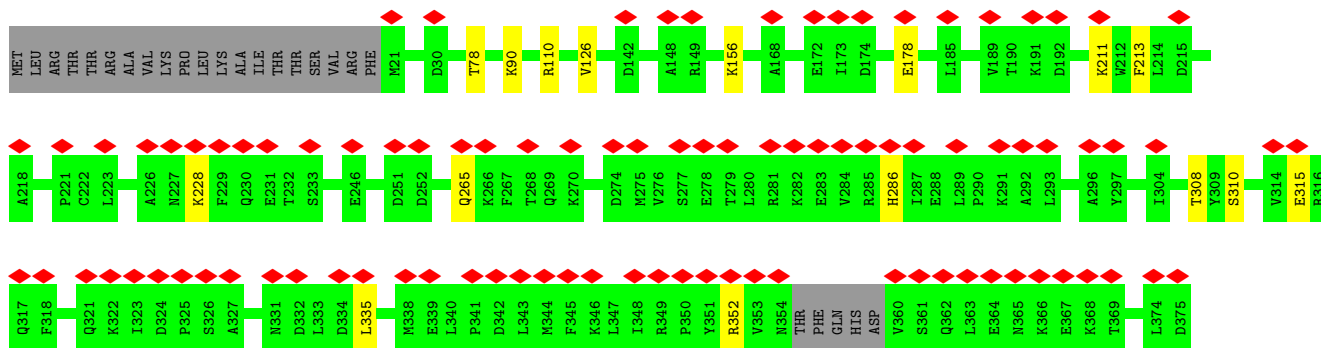 MET LEU ARG THR THR ARG ALA VAL LYS PRO LEU LYS ALA ILE THR THR SER VAL ARG PHE M21 D30 T78 K90 R110 V126 D142 A148 R149 K156 A168 E172 I173 D174 E178 L185 V189 T190 K191 D192 K211 W212 F213 L214 D215
A218 P221 C222 L223 A226 N227 K228 F229 Q230 E231 T232 S233 E246 D251 D252 Q265 K266 F267 T268 Q269 K270 D274 M275 V276 S277 E278 T279 L280 R281 K282 E283 V284 R285 H286 I287 E288 L289 P290 K291 A292 L293 A296 Y297 I304 T308 Y309 S310 V314 E315 R316
Q317 F318 Q321 K322 I323 D324 P325 S326 A327 N331 D332 L333 D334 L335 M338 E339 L340 P341 D342 L343 M344 F345 K346 L347 I348 R349 P350 Y351 R352 V353 N354 THR PHE GLN HIS ASP V360 S361 Q362 L363 E364 N365 K366 E367 K368 T369 L374 D375